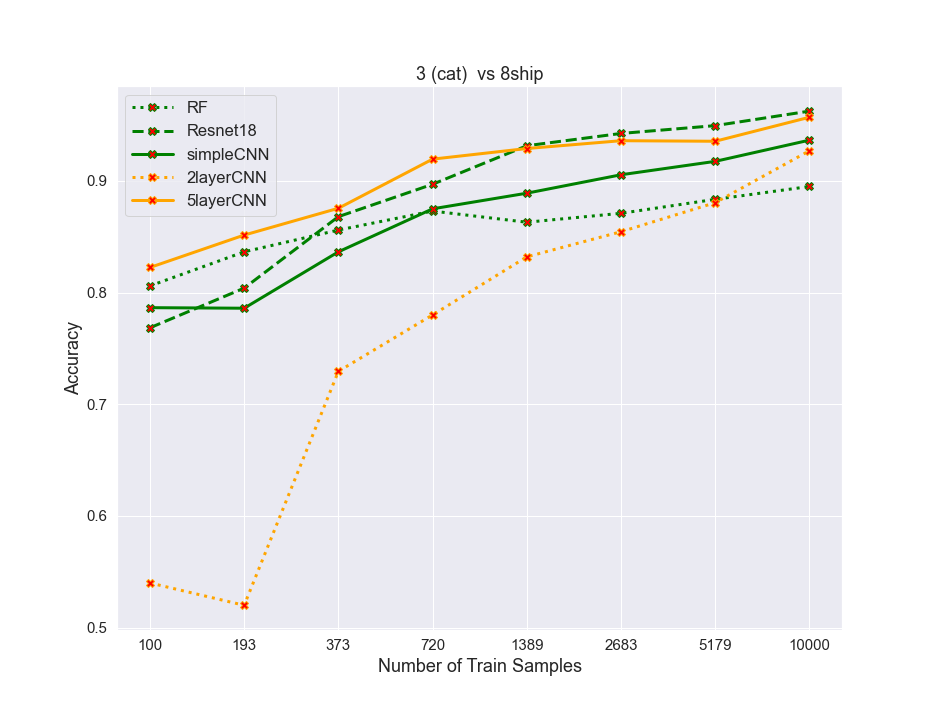 3 (cat)  vs 8ship
RF
Resnet18
simpleCNN
2layerCNN
5layerCNN
Accuracy
0.9
0.8
0.7
0.6
0.5
100 193 373 720 1389 2683 5179 10000
Number of Train Samples